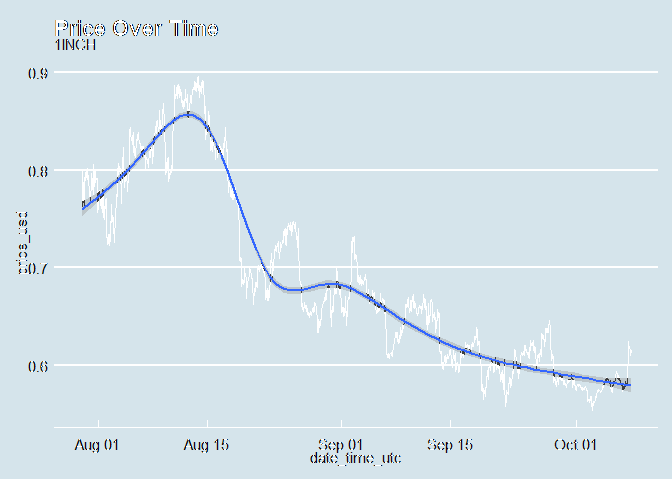 Price Over Time
1INCH
0.9
0.8
0.7
0.6
price_usd
Aug 01
Aug 15
Sep 01
Sep 15
Oct 01
date_time_utc